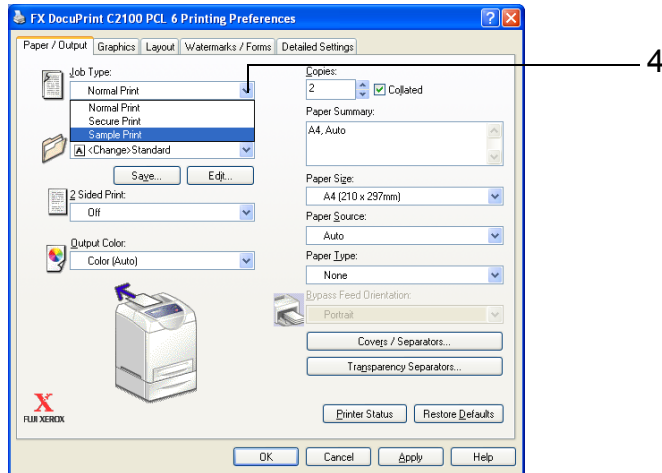 FX DocuPrint C2100 PCL 6 Printing Preferences
Paper / Output
Graphics
Layout
Watermarks / Forms
Detailed Settings
4
Job Type:
Normal Print
Normal Print
Secure Print
Sample Print
A <Change>Standard
Save...
Edit...
2 Sided Print:
Off
Output Color:
Color (Auto)
FUJI XEROX
Copies:
2
Collated
Paper Summary:
A4, Auto
Paper Size:
A4 (210 x 297mm)
Paper Source:
Auto
Paper Type:
None
Bypass Feed Orientation:
Portrait
Covers / Separators...
Transparency Separators...
Printer Status
Restore Defaults
OK
Cancel
Apply
Help